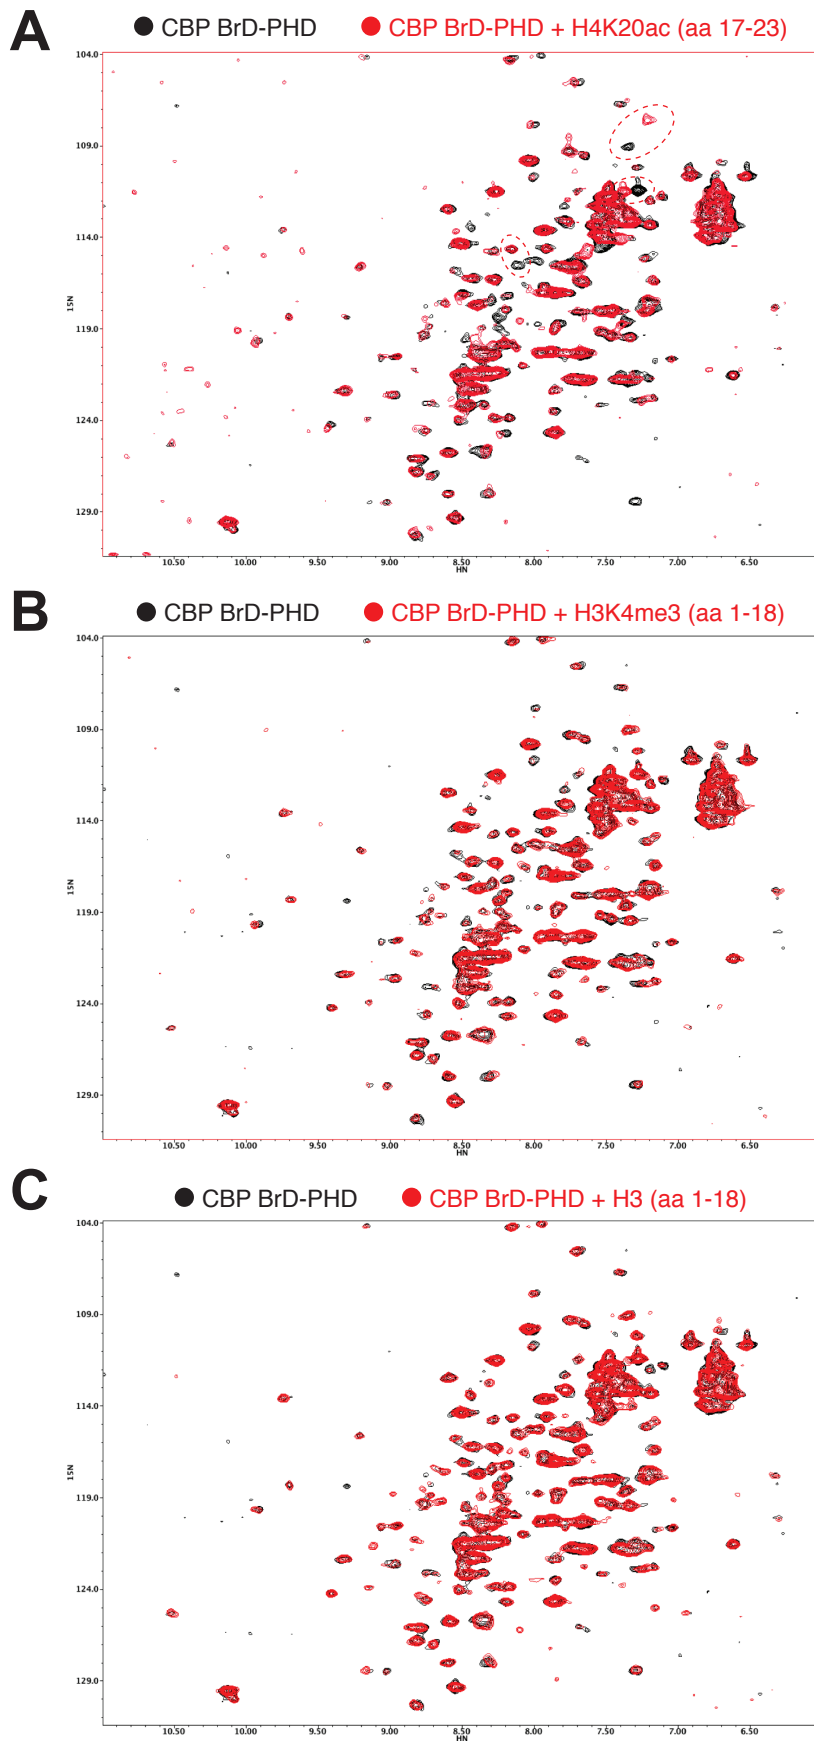 A
● CBP BrD-PHD ● CBP BrD-PHD + H4K20ac (aa 17-23)
104.0
109.0
114.0
15N
119.0
124.0
129.0
10.50 10.00 9.50 9.00 8.50 8.00 7.50 7.00 6.50
HN
B
● CBP BrD-PHD ● CBP BrD-PHD + H3K4me3 (aa 1-18)
104.0
109.0
114.0
15N
119.0
124.0
129.0
10.50 10.00 9.50 9.00 8.50 8.00 7.50 7.00 6.50
HN
C
● CBP BrD-PHD ● CBP BrD-PHD + H3 (aa 1-18)
104.0
109.0
114.0
15N
119.0
124.0
129.0
10.50 10.00 9.50 9.00 8.50 8.00 7.50 7.00 6.50
HN